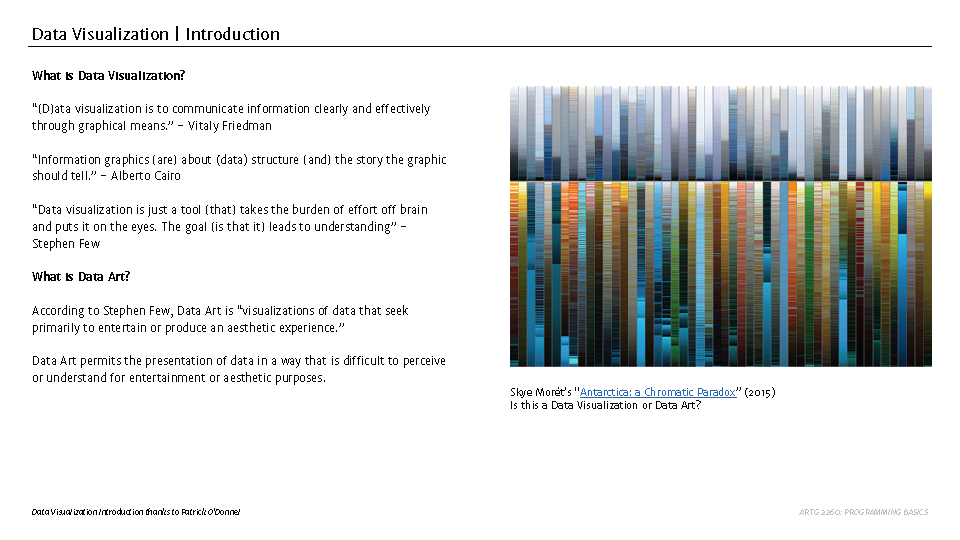 Data Visualization | Introduction
What is Data Visualization?
“(D)ata visualization is to communicate information clearly and effectively
through graphical means.” – Vitaly Friedman
“Information graphics (are) about (data) structure (and) the story the graphic
should tell.” – Alberto Cairo
“Data visualization is just a tool (that) takes the burden of effort off brain
and puts it on the eyes. The goal (is that it) leads to understanding” –
Stephen Few
What is Data Art?
According to Stephen Few, Data Art is “visualizations of data that seek
primarily to entertain or produce an aesthetic experience.”
Data Art permits the presentation of data in a way that is difficult to perceive
or understand for entertainment or aesthetic purposes.
Skye Morét’s “Antarctica: a Chromatic Paradox” (2015)
Is this a Data Visualization or Data Art?
Data Visualization Introduction thanks to Patrick O'Donnel
ARTG 2260: PROGRAMMING BASICS